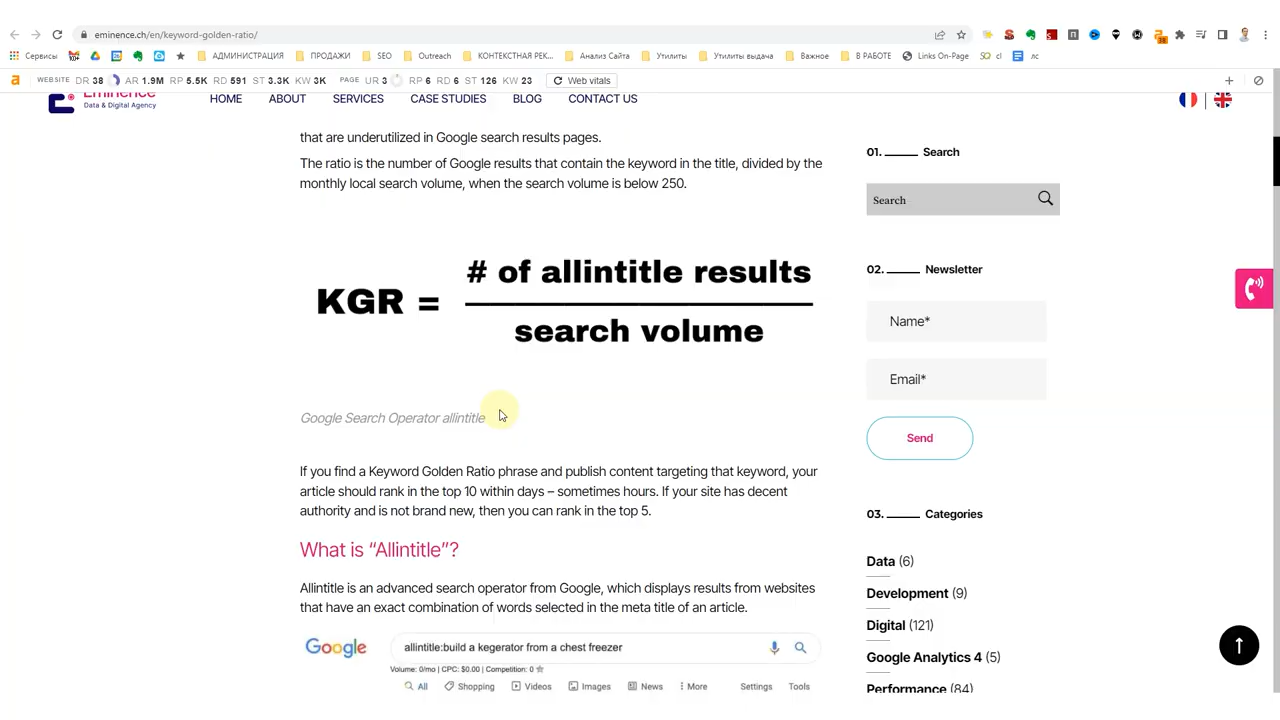 eminence.ch/en/keyword-golden-ratio/
Сервисы АДМИНИСТРАЦИЯ ПРОДАЖИ SEO Outreach КОНТЕКСТНАЯ РЕК... Анализ Сайта Утилиты Утилиты выдача Важное В РАБОТЕ Links On-Page cl лс
WEBSITE DR 38 AR 1.9M RP 5.5K RD 591 ST 3.3K KW 3K PAGE UR 3 RP 6 RD 6 ST 126 KW 23 Web vitals
Eminence
Data & Digital Agency
HOME ABOUT SERVICES CASE STUDIES BLOG CONTACT US
that are underutilized in Google search results pages.
The ratio is the number of Google results that contain the keyword in the title, divided by the
monthly local search volume, when the search volume is below 250.
KGR = # of allintitle results
search volume
Google Search Operator allintitle
If you find a Keyword Golden Ratio phrase and publish content targeting that keyword, your
article should rank in the top 10 within days – sometimes hours. If your site has decent
authority and is not brand new, then you can rank in the top 5.
What is “Allintitle”?
Allintitle is an advanced search operator from Google, which displays results from websites
that have an exact combination of words selected in the meta title of an article.
Google allintitle:build a kegerator from a chest freezer
Volume: 0/mo | CPC: $0.00 | Competition: 0
All Shopping Videos Images News More Settings Tools
01. Search
Search
02. Newsletter
Name*
Email*
Send
03. Categories
Data (6)
Development (9)
Digital (121)
Google Analytics 4 (5)
Performance (84)